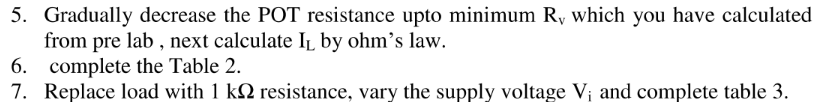 5. Gradually decrease the POT resistance upto minimum Rᵥ which you have calculated
from pre lab , next calculate I_L by ohm's law.
6. complete the Table 2.
7. Replace load with 1 kΩ resistance, vary the supply voltage Vᵢ and complete table 3.